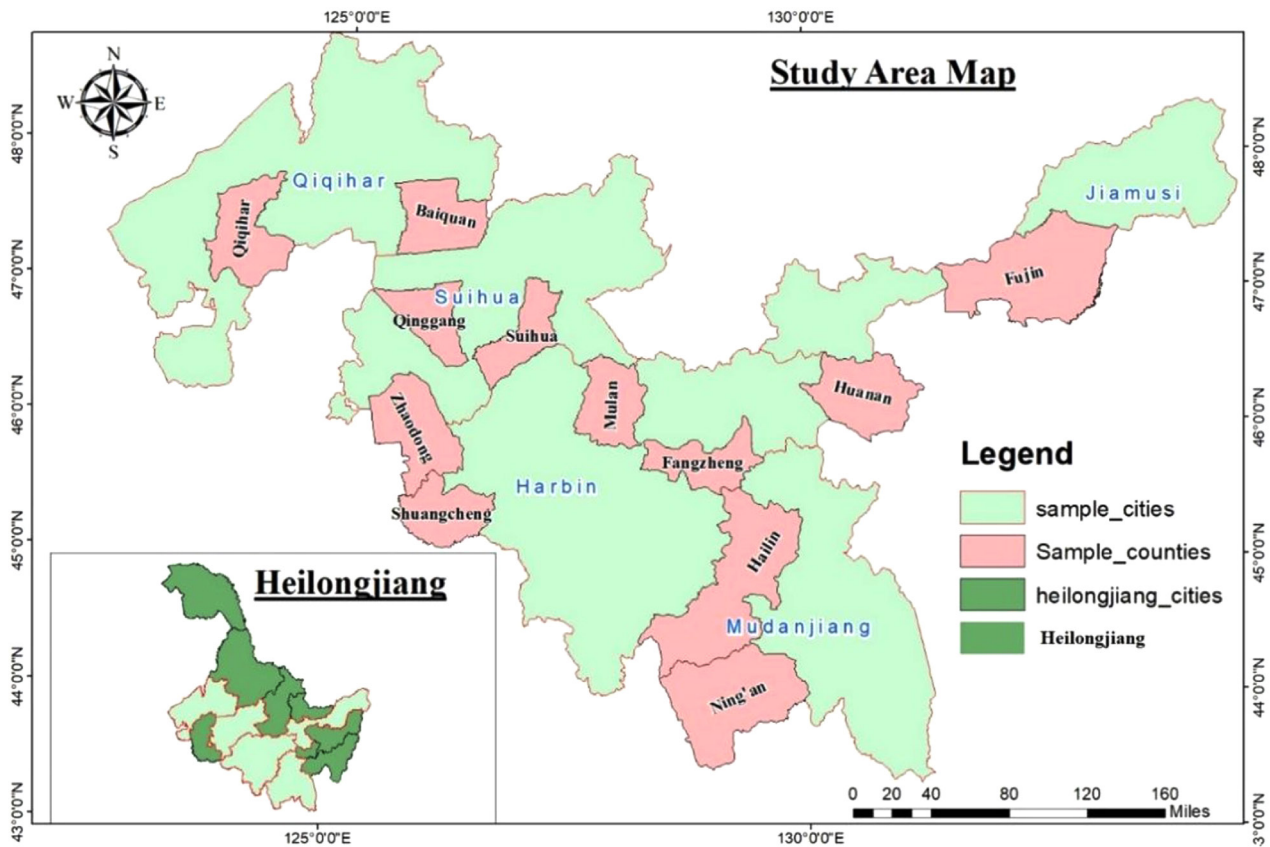 125°0'0"E
130°0'0"E
N
W
E
S
Study Area Map
48°0'0"N
47°0'0"N
46°0'0"N
45°0'0"N
44°0'0"N
43°0'0"N
48°0'0"N
47°0'0"N
46°0'0"N
45°0'0"N
44°0'0"N
3°0'0"N
Qiqihar
Qiqihar
Baiquan
Jiamusi
Fujin
Suihua
Qinggang
Suihua
Mulan
Huanan
Zhaodong
Fangzheng
Harbin
Shuangcheng
Hailin
Mudanjiang
Ning'an
Legend
sample_cities
Sample_counties
heilongjiang_cities
Heilongjiang
Heilongjiang
0 20 40 80 120 160
Miles
125°0'0"E
130°0'0"E